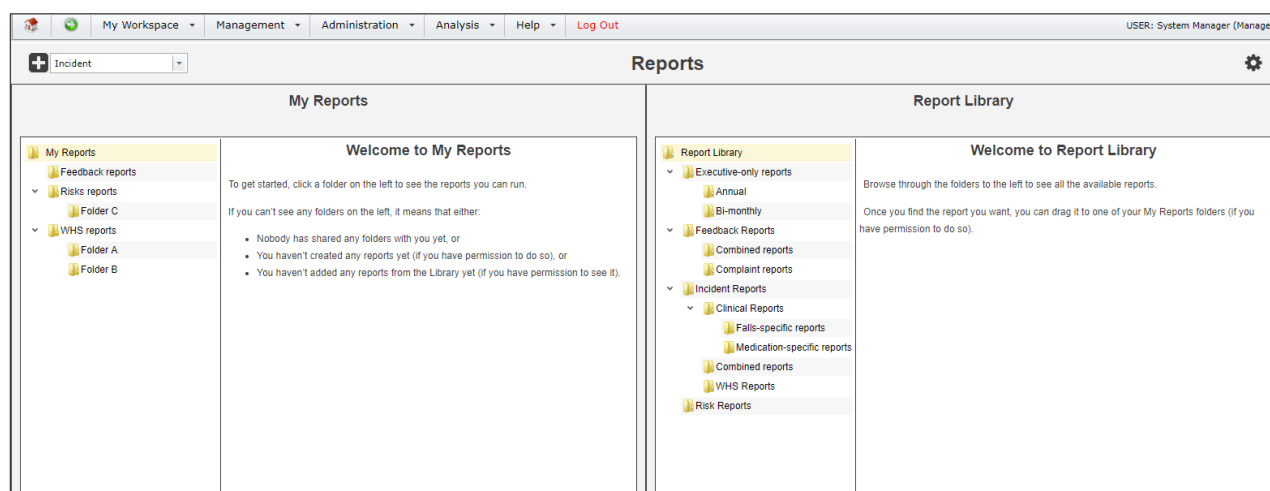 My Workspace Management Administration Analysis Help Log Out USER: System Manager (Manage
Incident
Reports
My Reports
Report Library
My Reports
Feedback reports
Risks reports
Folder C
WHS reports
Folder A
Folder B
Welcome to My Reports
To get started, click a folder on the left to see the reports you can run.
If you can't see any folders on the left, it means that either:
• Nobody has shared any folders with you yet, or
• You haven't created any reports yet (if you have permission to do so), or
• You haven't added any reports from the Library yet (if you have permission to see it).
Report Library
Executive-only reports
Annual
Bi-monthly
Feedback Reports
Combined reports
Complaint reports
Incident Reports
Clinical Reports
Falls-specific reports
Medication-specific reports
Combined reports
WHS Reports
Risk Reports
Welcome to Report Library
Browse through the folders to the left to see all the available reports.
Once you find the report you want, you can drag it to one of your My Reports folders (if you
have permission to do so).